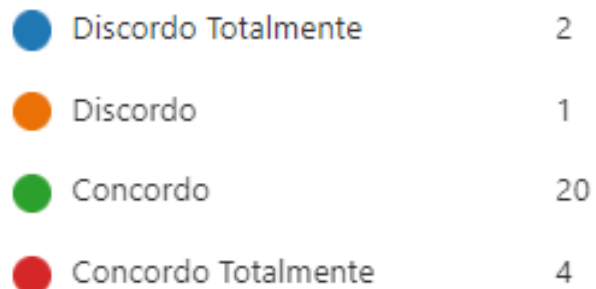 Discordo Totalmente 2
Discordo 1
Concordo 20
Concordo Totalmente 4